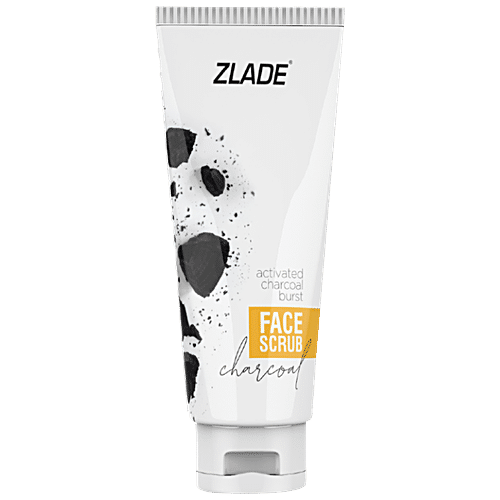 ZLADE®
activated
charcoal
burst
FACE
SCRUB
charcoal